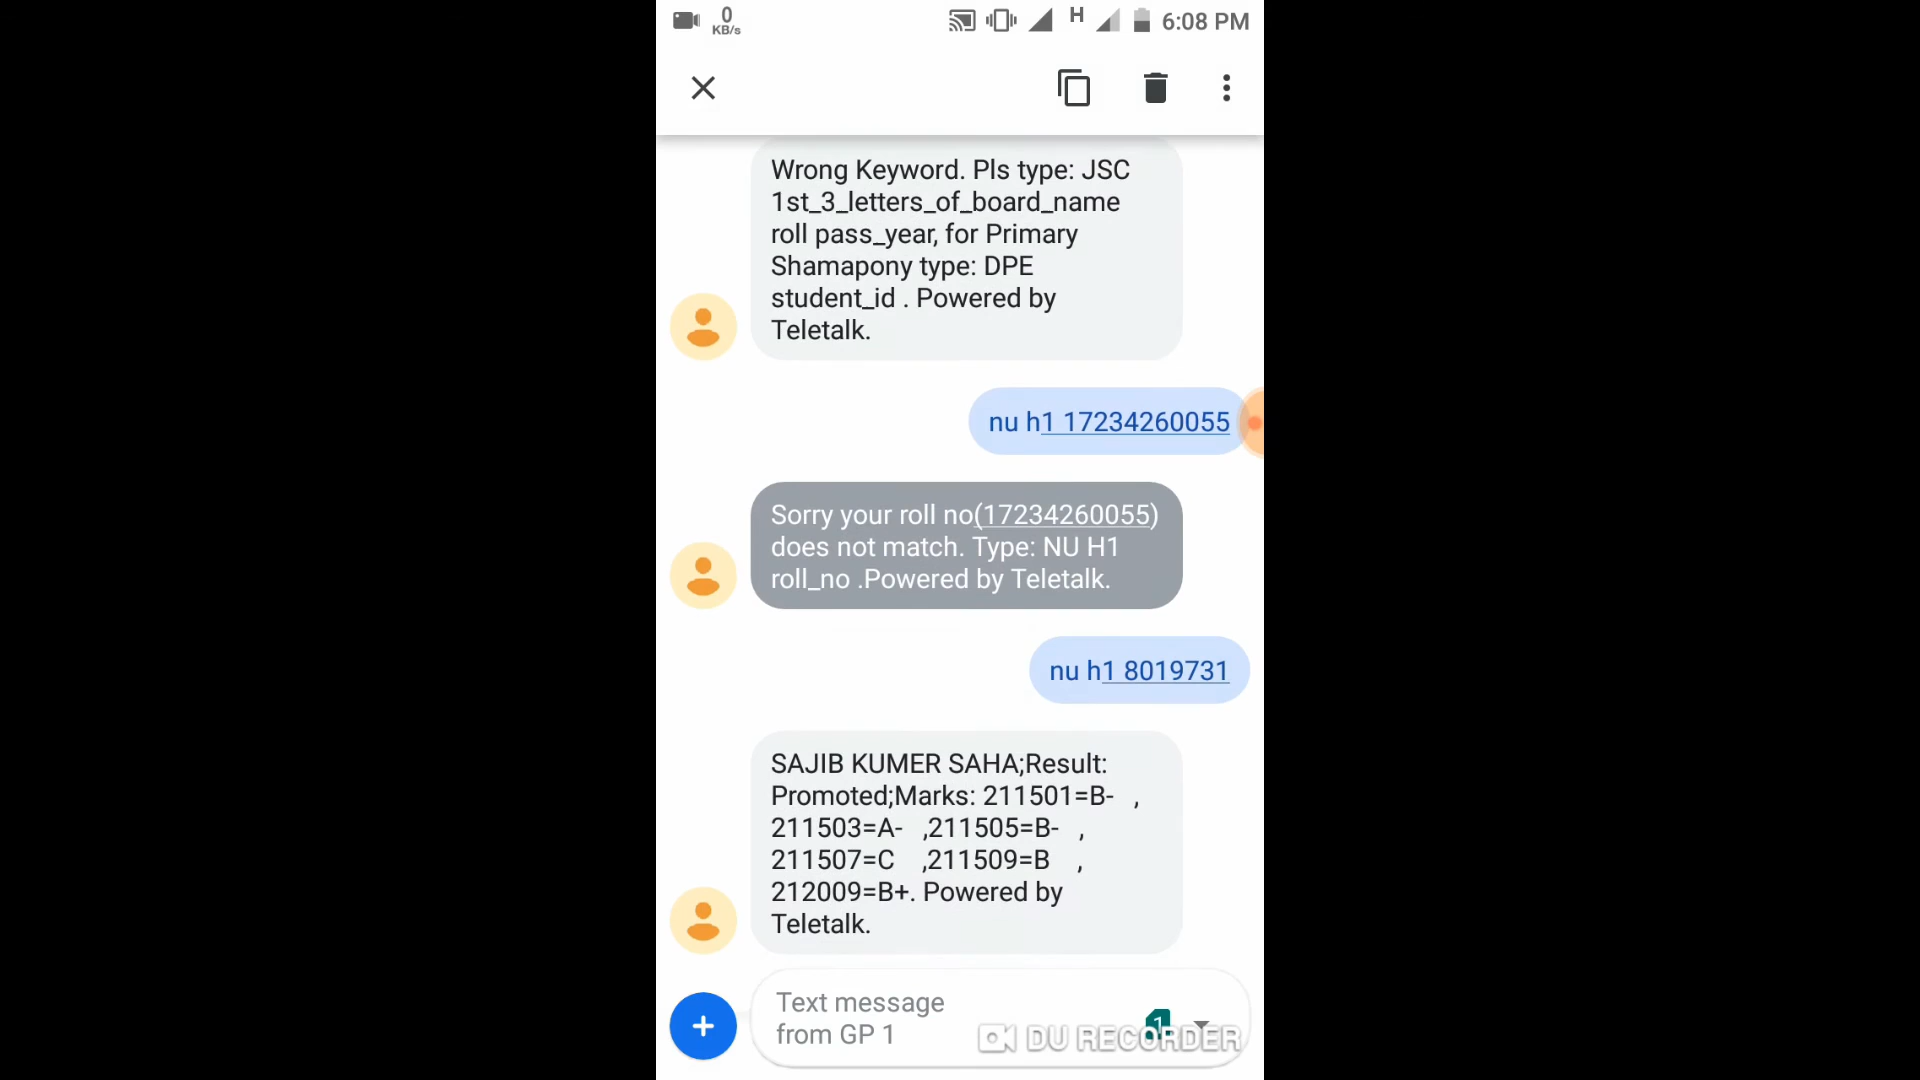 0
KB/s
H
6:08 PM
Wrong Keyword. Pls type: JSC
1st_3_letters_of_board_name
roll pass_year, for Primary
Shamapony type: DPE
student_id . Powered by
Teletalk.
nu h1 17234260055
Sorry your roll no(17234260055)
does not match. Type: NU H1
roll_no .Powered by Teletalk.
nu h1 8019731
SAJIB KUMER SAHA;Result:
Promoted;Marks: 211501=B- ,
211503=A- ,211505=B- ,
211507=C ,211509=B ,
212009=B+. Powered by
Teletalk.
Text message
from GP 1
1
DU RECORDER